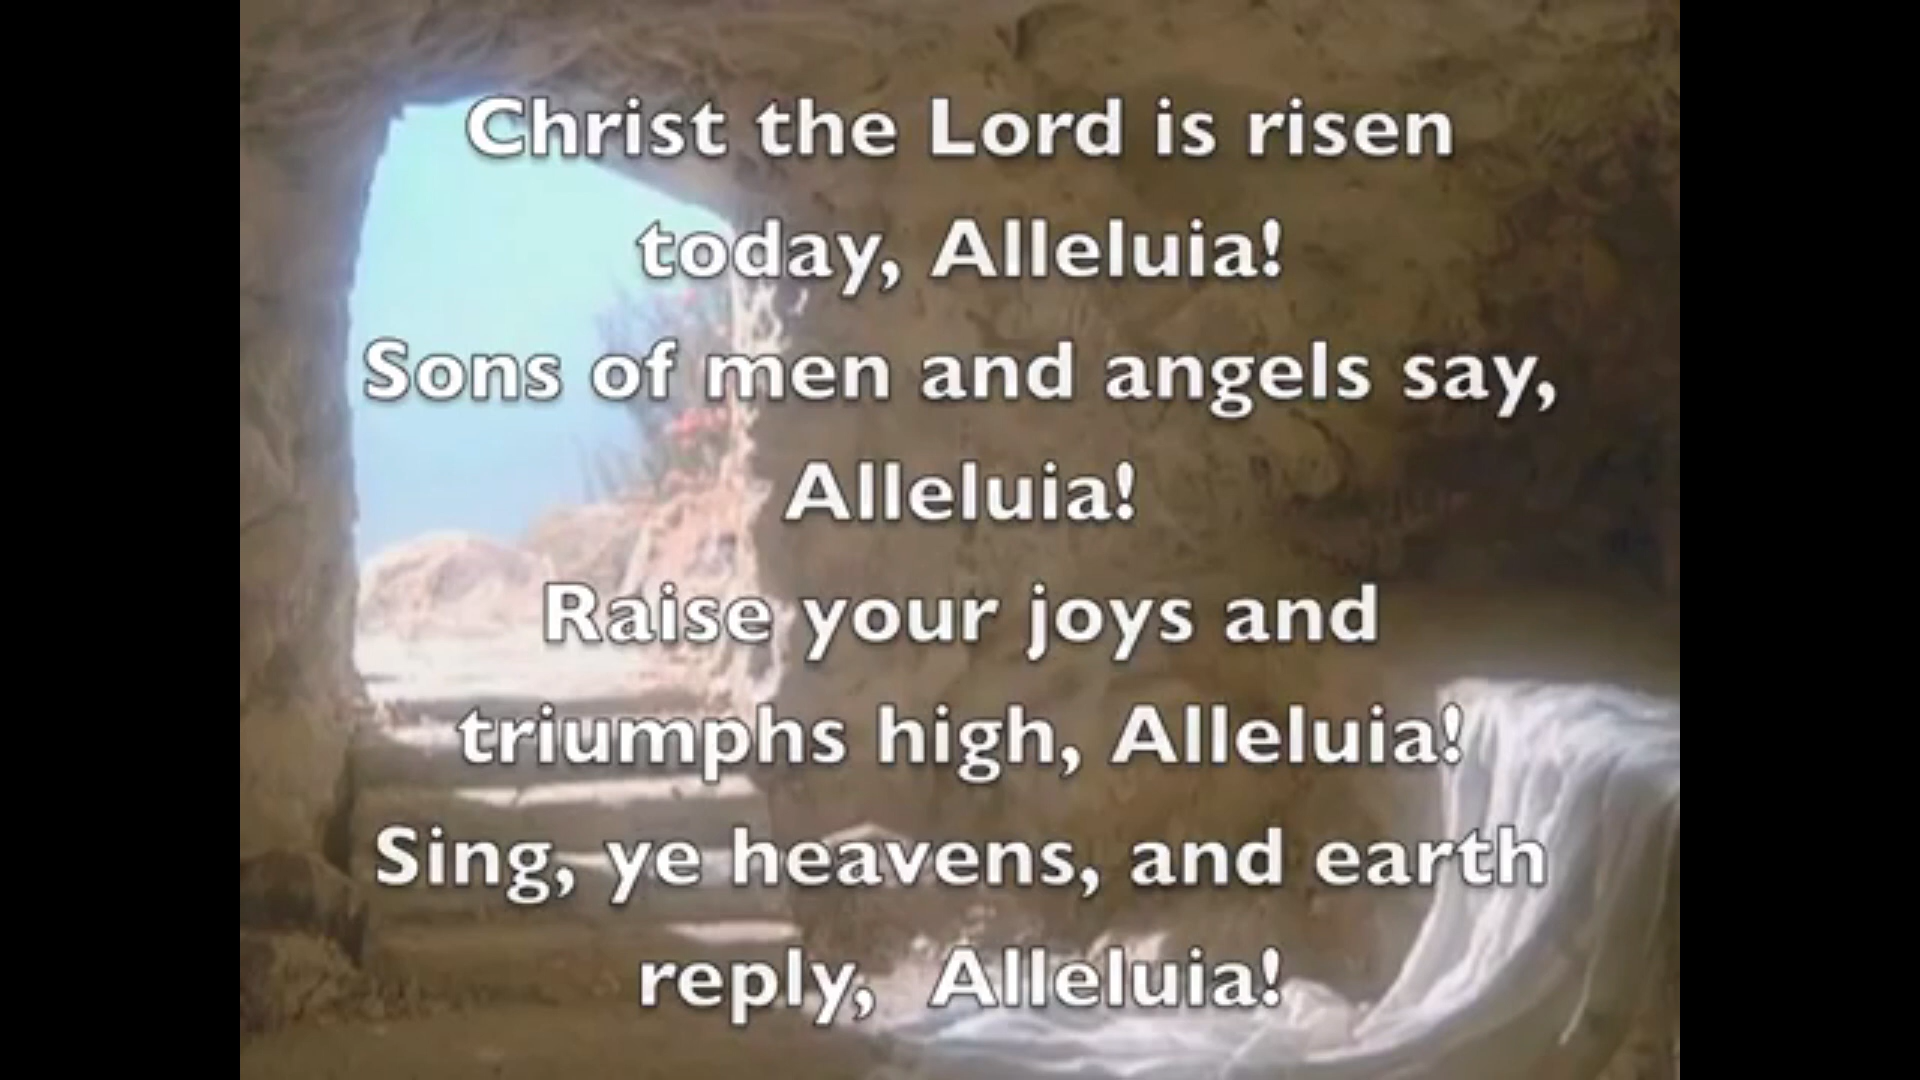 Christ the Lord is risen
today, Alleluia!
Sons of men and angels say,
Alleluia!
Raise your joys and
triumphs high, Alleluia!
Sing, ye heavens, and earth
reply, Alleluia!